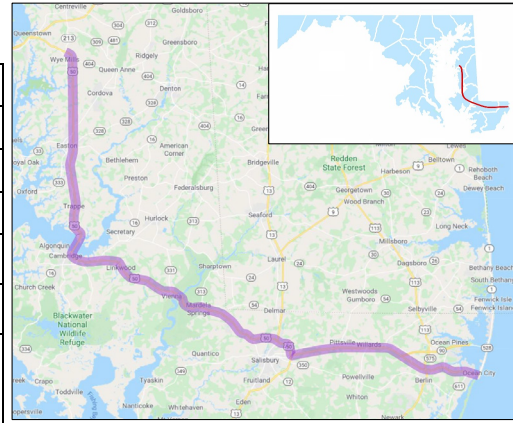 Centreville
Goldsboro
Queenstown
213
Greensboro
Wye Mills
Ridgely
Queen Anne
Cordova
Denton
Easton
American
Corner
Royal Oak
Bethlehem
Preston
Oxford
Federalsburg
Trappe
Hurlock
Secretary
Algonquin
Cambridge
Linkwood
Sharptown
Church Creek
Vienna
Mardela
Springs
Blackwater
National
Wildlife
Refuge
Quantico
Salisbury
Fruitland
Tyaskin
Toddville
Nanticoke
Whitehaven
Eden
Bridgeville
Redden
State Forest
Harbeson
Belltown
Lewes
Rehoboth
Beach
Dewey Beach
Georgetown
Wood Branch
Seaford
Long Neck
Millsboro
Laurel
Dagsboro
Bethany Beach
South Bethany
Westwoods
Gumboro
Fenwick Island
Selbyville
Delmar
Pittsville
Willards
Ocean Pines
Ocean City
Powellville
Berlin
Whiton
Newark